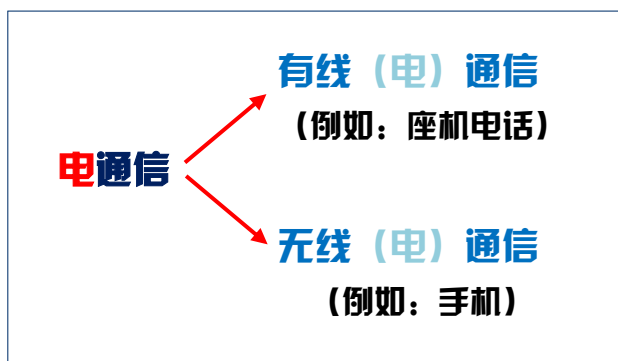 有线（电）通信
（例如：座机电话）
电通信
无线（电）通信
（例如：手机）